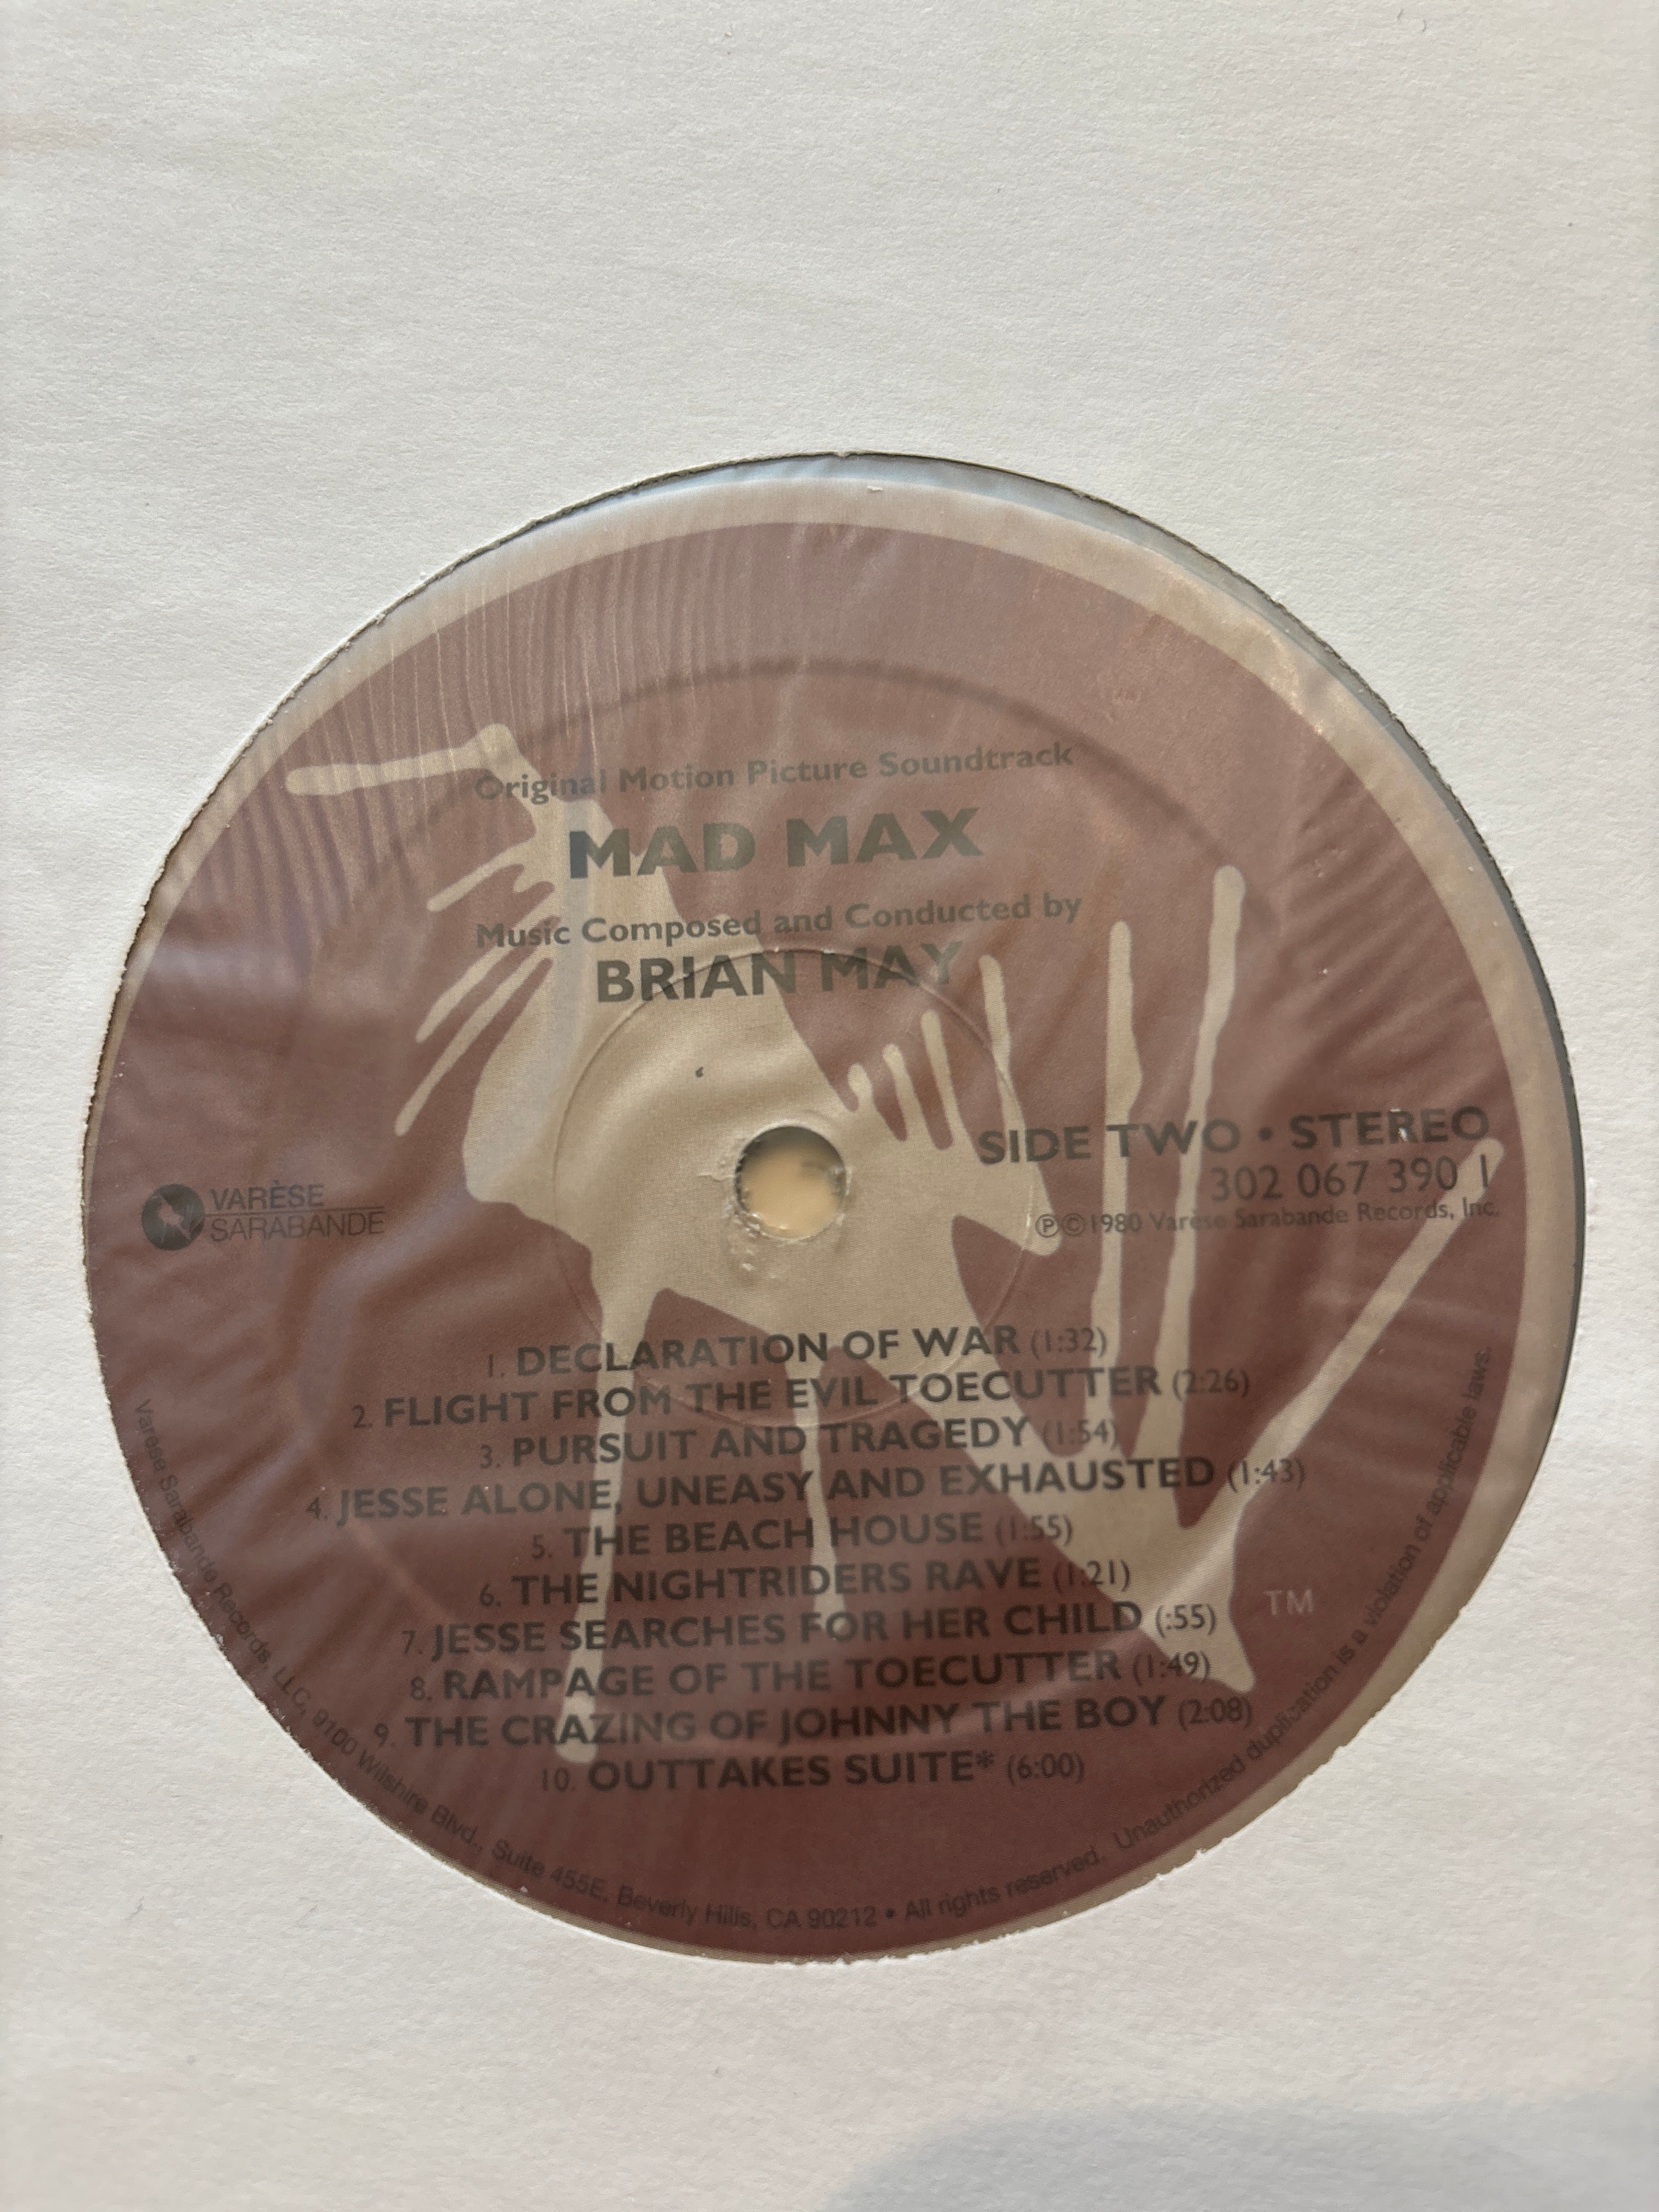 Original Motion Picture Soundtrack
MAD MAX
Music Composed and Conducted by
BRIAN MAY
SIDE TWO • STEREO
302 067 390 1
℗©1980 Varèse Sarabande Records, Inc.
VARÈSE
SARABANDE
1. DECLARATION OF WAR (1:32)
2. FLIGHT FROM THE EVIL TOECUTTER (2:26)
3. PURSUIT AND TRAGEDY (1:54)
4. JESSE ALONE, UNEASY AND EXHAUSTED (1:43)
5. THE BEACH HOUSE (1:55)
6. THE NIGHTRIDERS RAVE (1:21)
7. JESSE SEARCHES FOR HER CHILD (:55)
8. RAMPAGE OF THE TOECUTTER (1:49)
9. THE CRAZING OF JOHNNY THE BOY (2:08)
10. OUTTAKES SUITE* (6:00)
TM
Varèse Sarabande Records, LLC, 9100 Wilshire Blvd., Suite 455E, Beverly Hills, CA 90212 • All rights reserved. Unauthorized duplication is a violation of applicable laws.